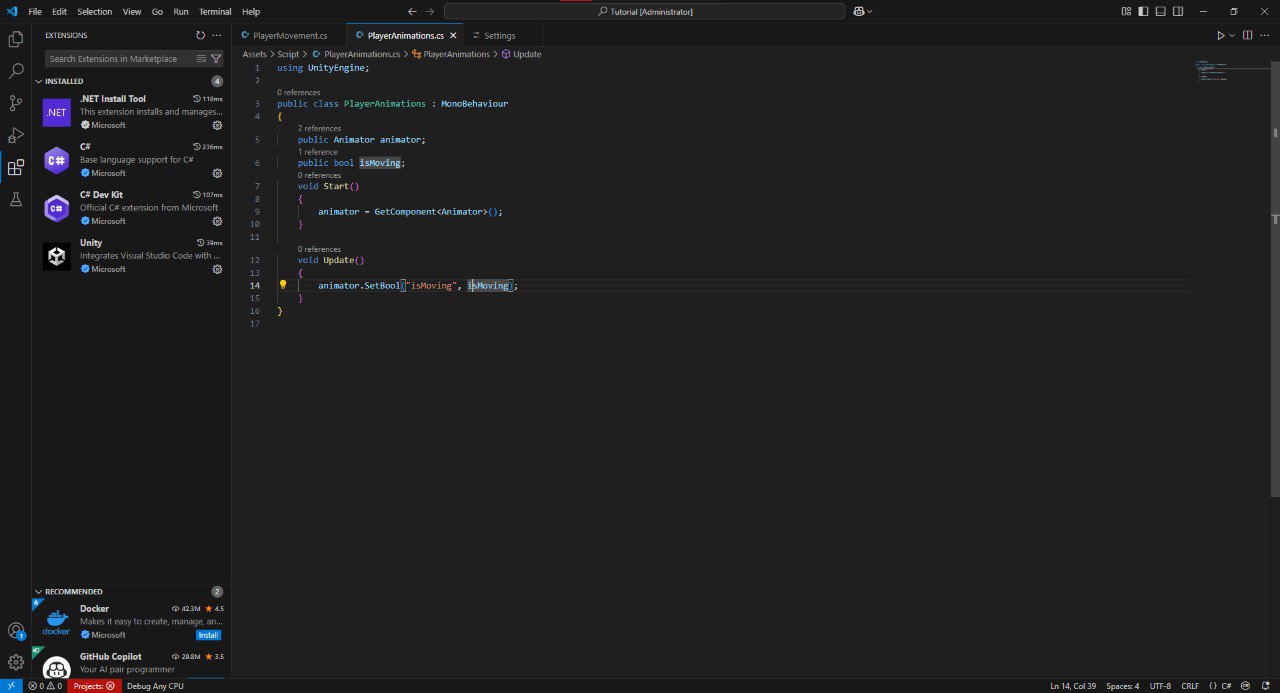 File Edit Selection View Go Run Terminal Help
Tutorial [Administrator]
EXTENSIONS
Search Extensions in Marketplace
INSTALLED 4
.NET
.NET Install Tool 118ms
This extension installs and manages...
Microsoft
C#
C# 236ms
Base language support for C#
Microsoft
C#
C# Dev Kit 107ms
Official C# extension from Microsoft
Microsoft
Unity 39ms
Integrates Visual Studio Code with ...
Microsoft
RECOMMENDED 2
docker
Docker 42.3M 4.5
Makes it easy to create, manage, an...
Microsoft Install
GitHub Copilot 29.8M 3.5
Your AI pair programmer
PlayerMovement.cs PlayerAnimations.cs Settings
Assets > Script > PlayerAnimations.cs > PlayerAnimations > Update
1 using UnityEngine;
2
0 references
3 public class PlayerAnimations : MonoBehaviour
4 {
2 references
5 public Animator animator;
1 reference
6 public bool isMoving;
0 references
7 void Start()
8 {
9 animator = GetComponent<Animator>();
10 }
11
0 references
12 void Update()
13 {
14 animator.SetBool("isMoving", isMoving);
15 }
16 }
17
1
0 0 Projects: Debug Any CPU
Ln 14, Col 39 Spaces: 4 UTF-8 CRLF {} C#